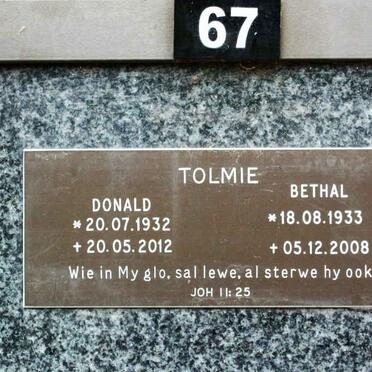 67
TOLMIE
DONALD BETHAL
*20.07.1932 *18.08.1933
+20.05.2012 +05.12.2008
Wie in My glo, sal lewe, al sterwe hy ook
JOH 11:25